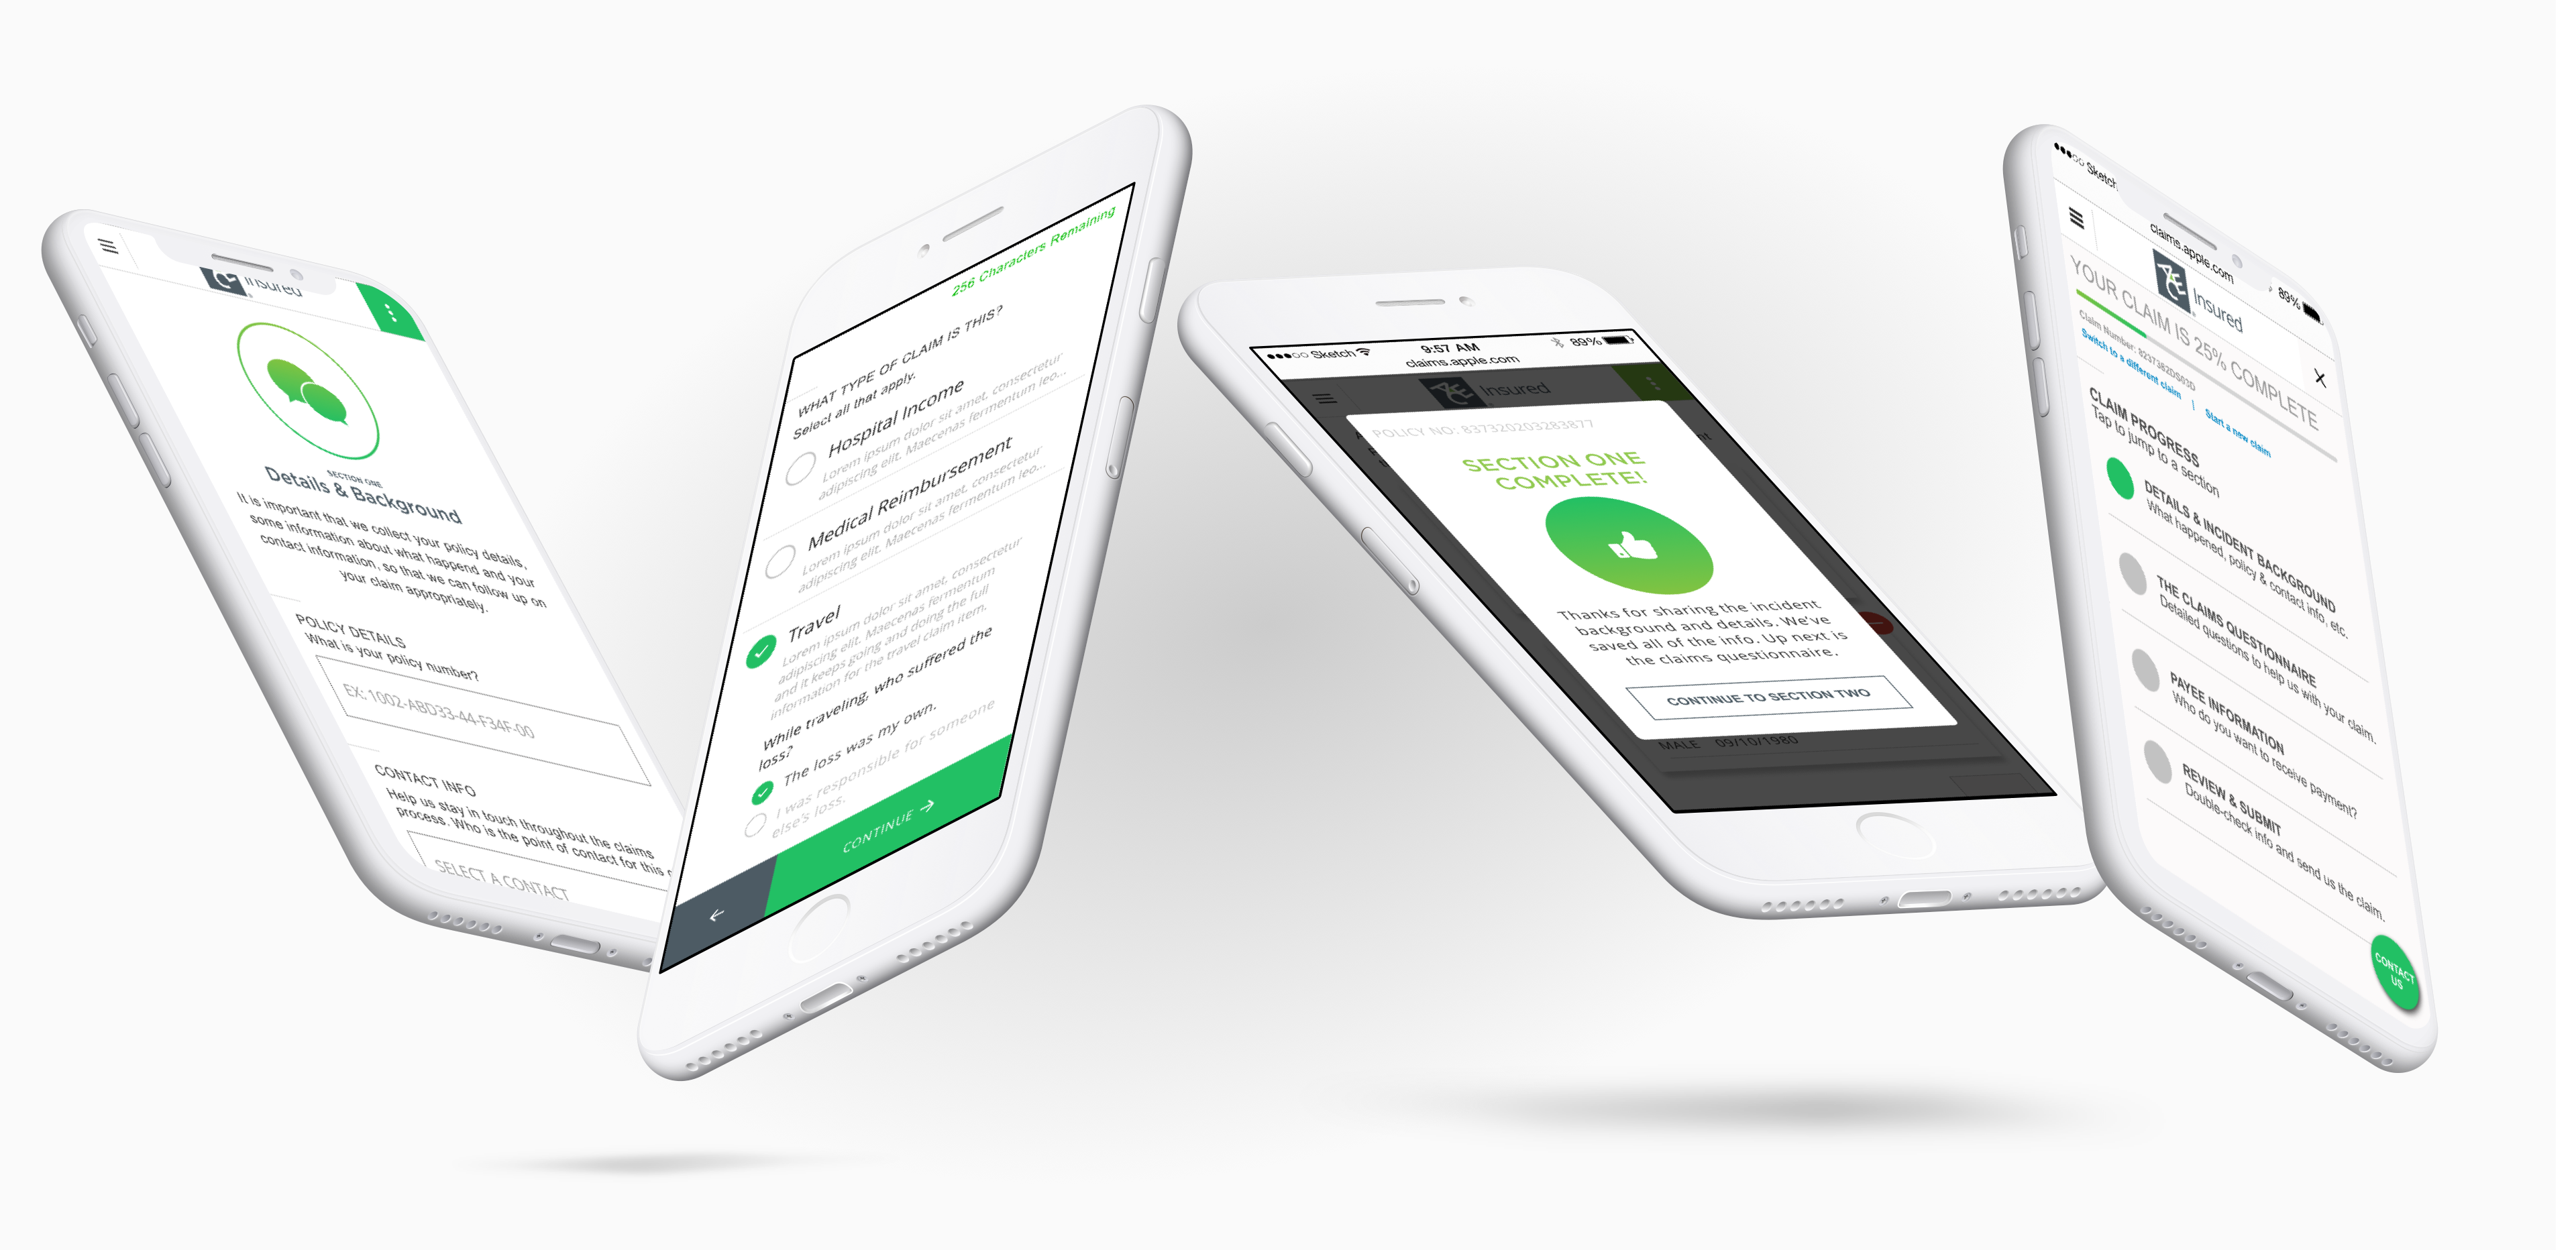 Insured
SECTION ONE
Details & Background
It is important that we collect your policy details,
some information about what happend and your
contact information, so that we can follow up on
your claim appropriately.
POLICY DETAILS
What is your policy number?
EX: 1002-ABD33-44-F34F-00
CONTACT INFO
Help us stay in touch throughout the claims
process. Who is the point of contact for this
SELECT A CONTACT
256 Characters Remaining
WHAT TYPE OF CLAIM IS THIS?
Select all that apply.
Hospital Income
Lorem ipsum dolor sit amet, consectetur
adipiscing elit. Maecenas fermentum leo...
Medical Reimbursement
Lorem ipsum dolor sit amet, consectetur
adipiscing elit. Maecenas fermentum leo...
Travel
Lorem ipsum dolor sit amet, consectetur
adipiscing elit. Maecenas fermentum
and it keeps going and doing the full
information for the travel claim item.
While traveling, who suffered the
loss?
The loss was my own.
I was responsible for someone
else's loss.
CONTINUE
Sketch 9:57 AM 89%
claims.apple.com
Insured
POLICY NO: 837320203283877
SECTION ONE
COMPLETE!
Thanks for sharing the incident
background and details. We've
saved all of the info. Up next is
the claims questionnaire.
CONTINUE TO SECTION TWO
MALE 09/10/1980
Sketch 89%
claims.apple.com
Insured
YOUR CLAIM IS 25% COMPLETE
Claim Number: 8237382DS03D
Switch to a different claim | Start a new claim
CLAIM PROGRESS
Tap to jump to a section
DETAILS & INCIDENT BACKGROUND
What happened, policy & contact info, etc.
THE CLAIMS QUESTIONNAIRE
Detailed questions to help us with your claim.
PAYEE INFORMATION
Who do you want to receive payment?
REVIEW & SUBMIT
Double-check info and send us the claim.
CONTACT
US